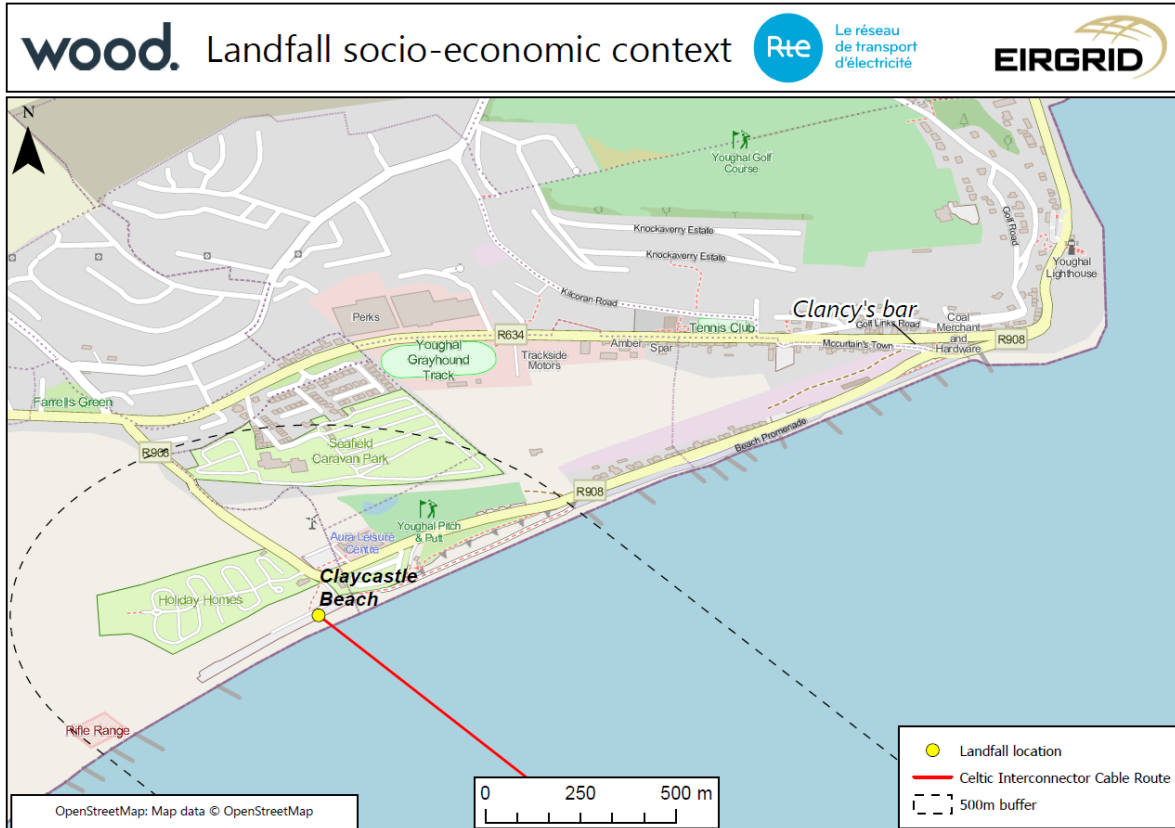 wood.
Landfall socio-economic context
Rte
Le réseau
de transport
d'électricité
EIRGRID
N
Youghal Golf
Course
Golf Road
Knockaverry Estate
Knockaverry Estate
Youghal
Lighthouse
Kilcoran Road
Clancy's bar
Perks
Golf Links Road
Coal
Merchant
and
Hardware
R634
Tennis Club
Mccurtain's Town
R908
Amber
Spar
Youghal
Grayhound
Track
Trackside
Motors
Farrells Green
Beach Promenade
Seafield
Caravan Park
R908
R908
Youghal Pitch
& Putt
Aura Leisure
Centre
Claycastle
Beach
Holiday Homes
Rifle Range
Landfall location
Celtic Interconnector Cable Route
500m buffer
0 250 500 m
OpenStreetMap: Map data © OpenStreetMap